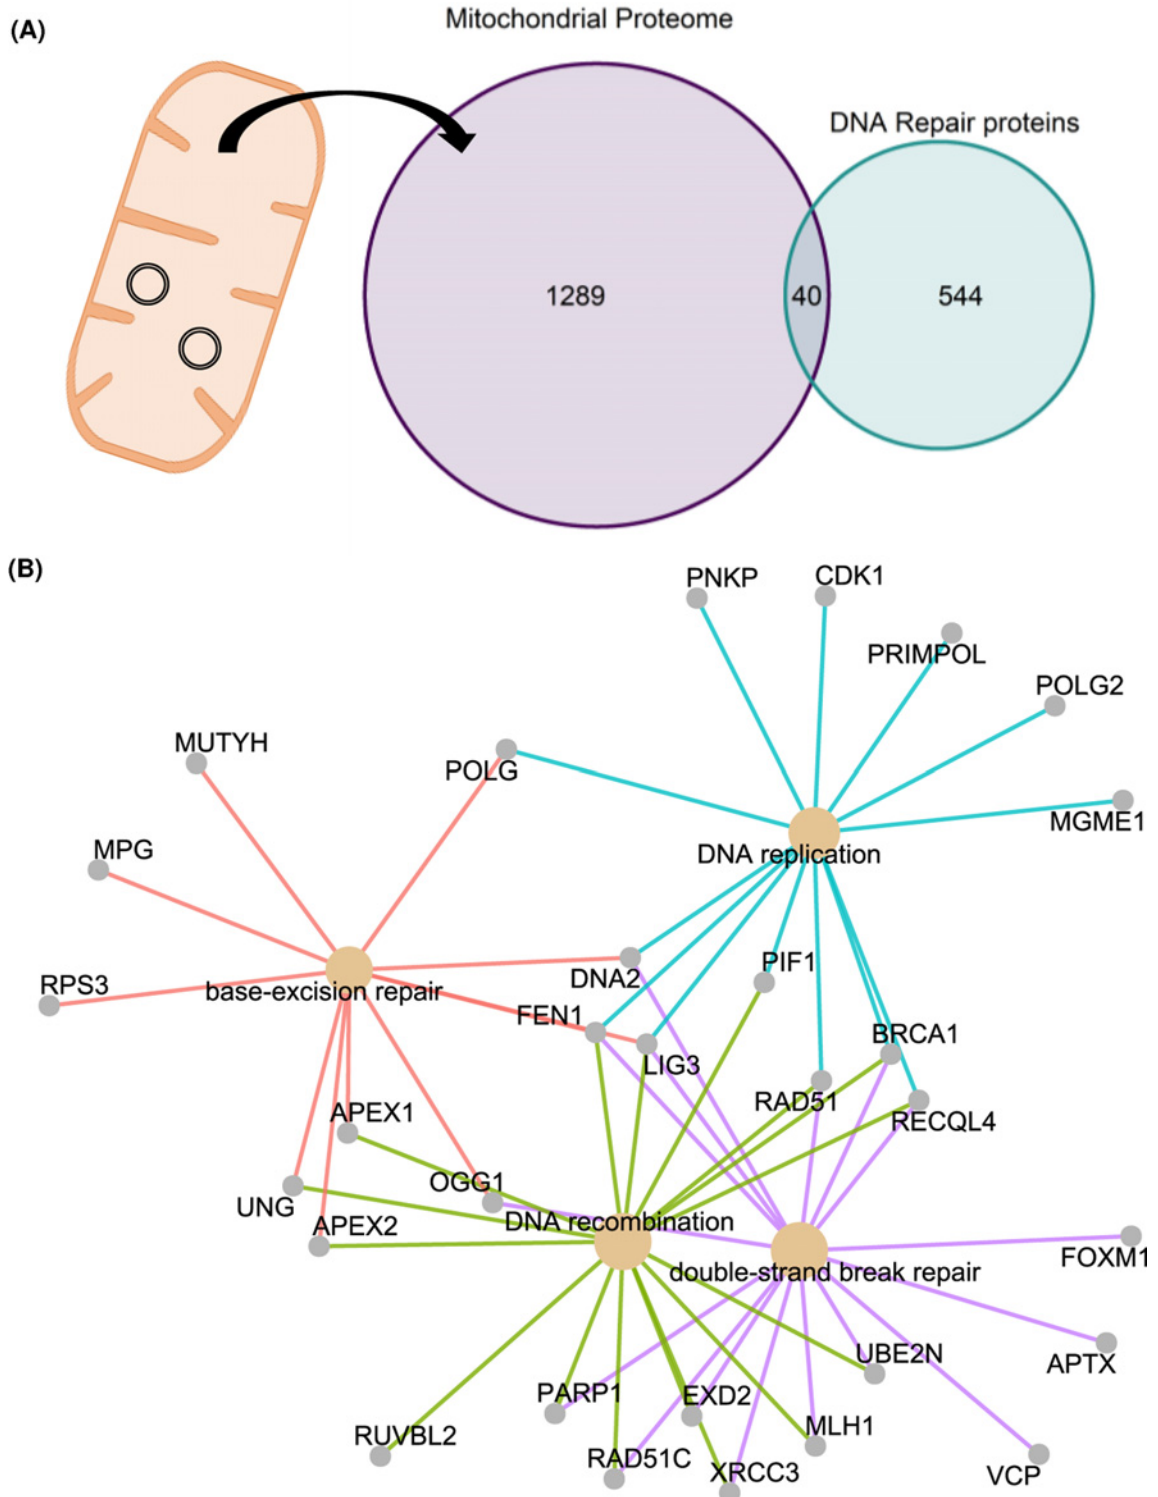 (A)
Mitochondrial Proteome
DNA Repair proteins
1289
40
544
(B)
PNKP
CDK1
PRIMPOL
POLG2
MUTYH
POLG
MGME1
MPG
DNA replication
RPS3
base-excision repair
DNA2
PIF1
FEN1
BRCA1
LIG3
RAD51
RECQL4
APEX1
OGG1
UNG
APEX2
DNA recombination
FOXM1
double-strand break repair
UBE2N
APTX
PARP1
EXD2
MLH1
RUVBL2
RAD51C
XRCC3
VCP